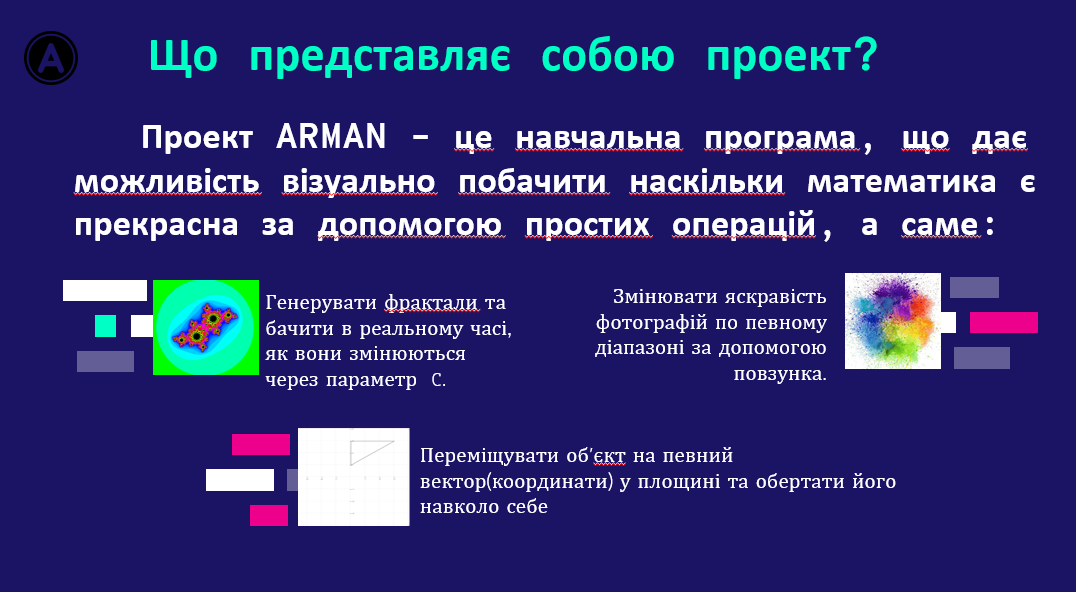 A
Що представляє собою проект?
Проект ARMAN – це навчальна програма, що дає
можливість візуально побачити наскільки математика є
прекрасна за допомогою простих операцій, а саме:
Генерувати фрактали та
бачити в реальному часі,
як вони змінюються
через параметр С.
Змінювати яскравість
фотографій по певному
діапазоні за допомогою
повзунка.
Переміщувати об'єкт на певний
вектор(координати) у площині та обертати його
навколо себе